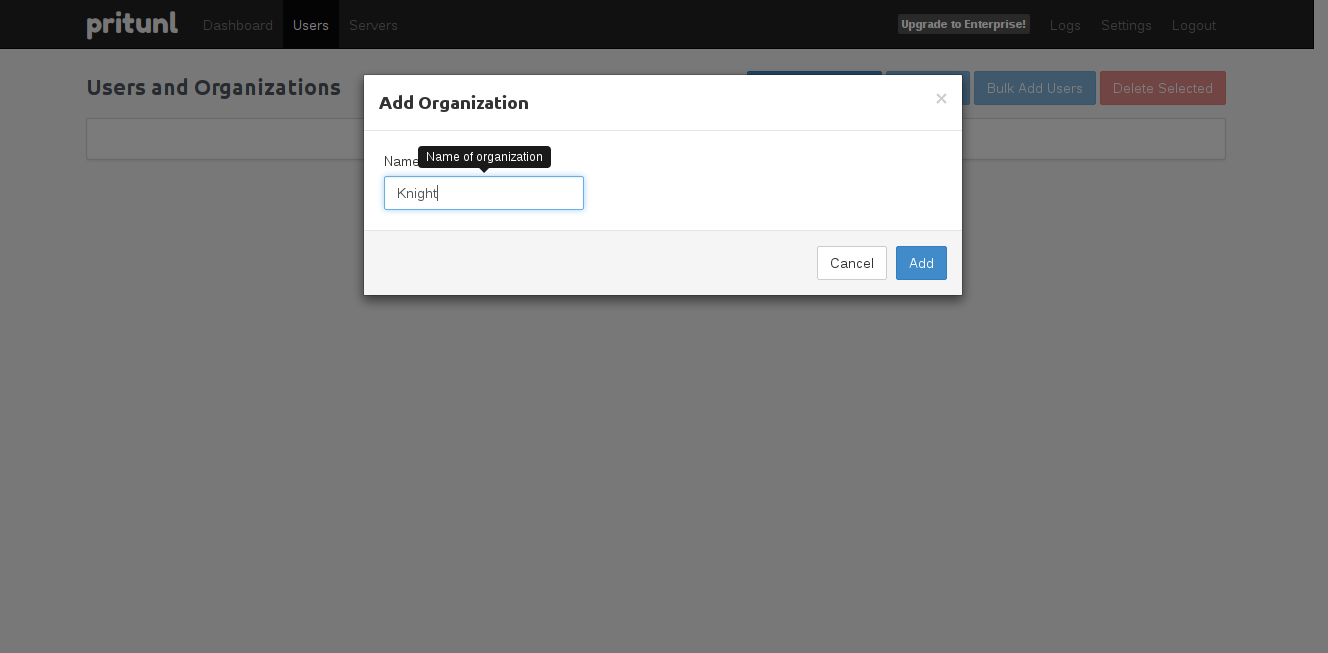 pritunl Dashboard Users Servers Upgrade to Enterprise! Logs Settings Logout
Users and Organizations Bulk Add Users Delete Selected
Add Organization ×
Name
Name of organization
Knight
Cancel Add